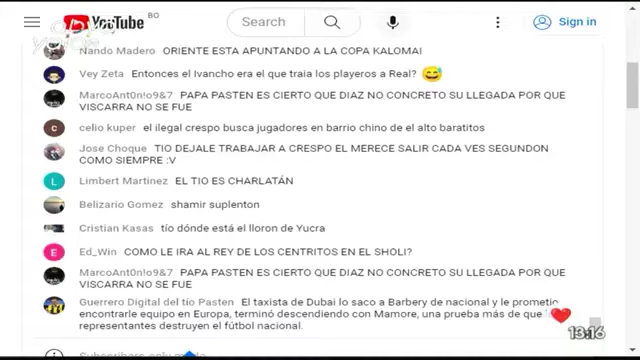 YouTube BO
Search
Sign in
Nando Madero ORIENTE ESTA APUNTANDO A LA COPA KALOMAI
Vey Zeta Entonces el Ivancho era el que traia los playeros a Real? 😅
MarcoAnt0n!o9&7 PAPA PASTEN ES CIERTO QUE DIAZ NO CONCRETO SU LLEGADA POR QUE
VISCARRA NO SE FUE
celio kuper el ilegal crespo busca jugadores en barrio chino de el alto baratitos
Jose Choque TIO DEJALE TRABAJAR A CRESPO EL MERECE SALIR CADA VES SEGUNDON
COMO SIEMPRE :V
Limbert Martinez EL TIO ES CHARLATÁN
Belizario Gomez shamir suplenton
Cristian Kasas tío dónde está el lloron de Yucra
Ed_Win COMO LE IRA AL REY DE LOS CENTRITOS EN EL SHOLI?
MarcoAnt0n!o9&7 PAPA PASTEN ES CIERTO QUE DIAZ NO CONCRETO SU LLEGADA POR QUE
VISCARRA NO SE FUE
Guerrero Digital del tío Pasten El taxista de Dubai lo saco a Barbery de nacional y le prometio
encontrarle equipo en Europa, terminó descendiendo con Mamore, una prueba más de que
representantes destruyen el fútbol nacional.
13:16
Subscribers-only mode